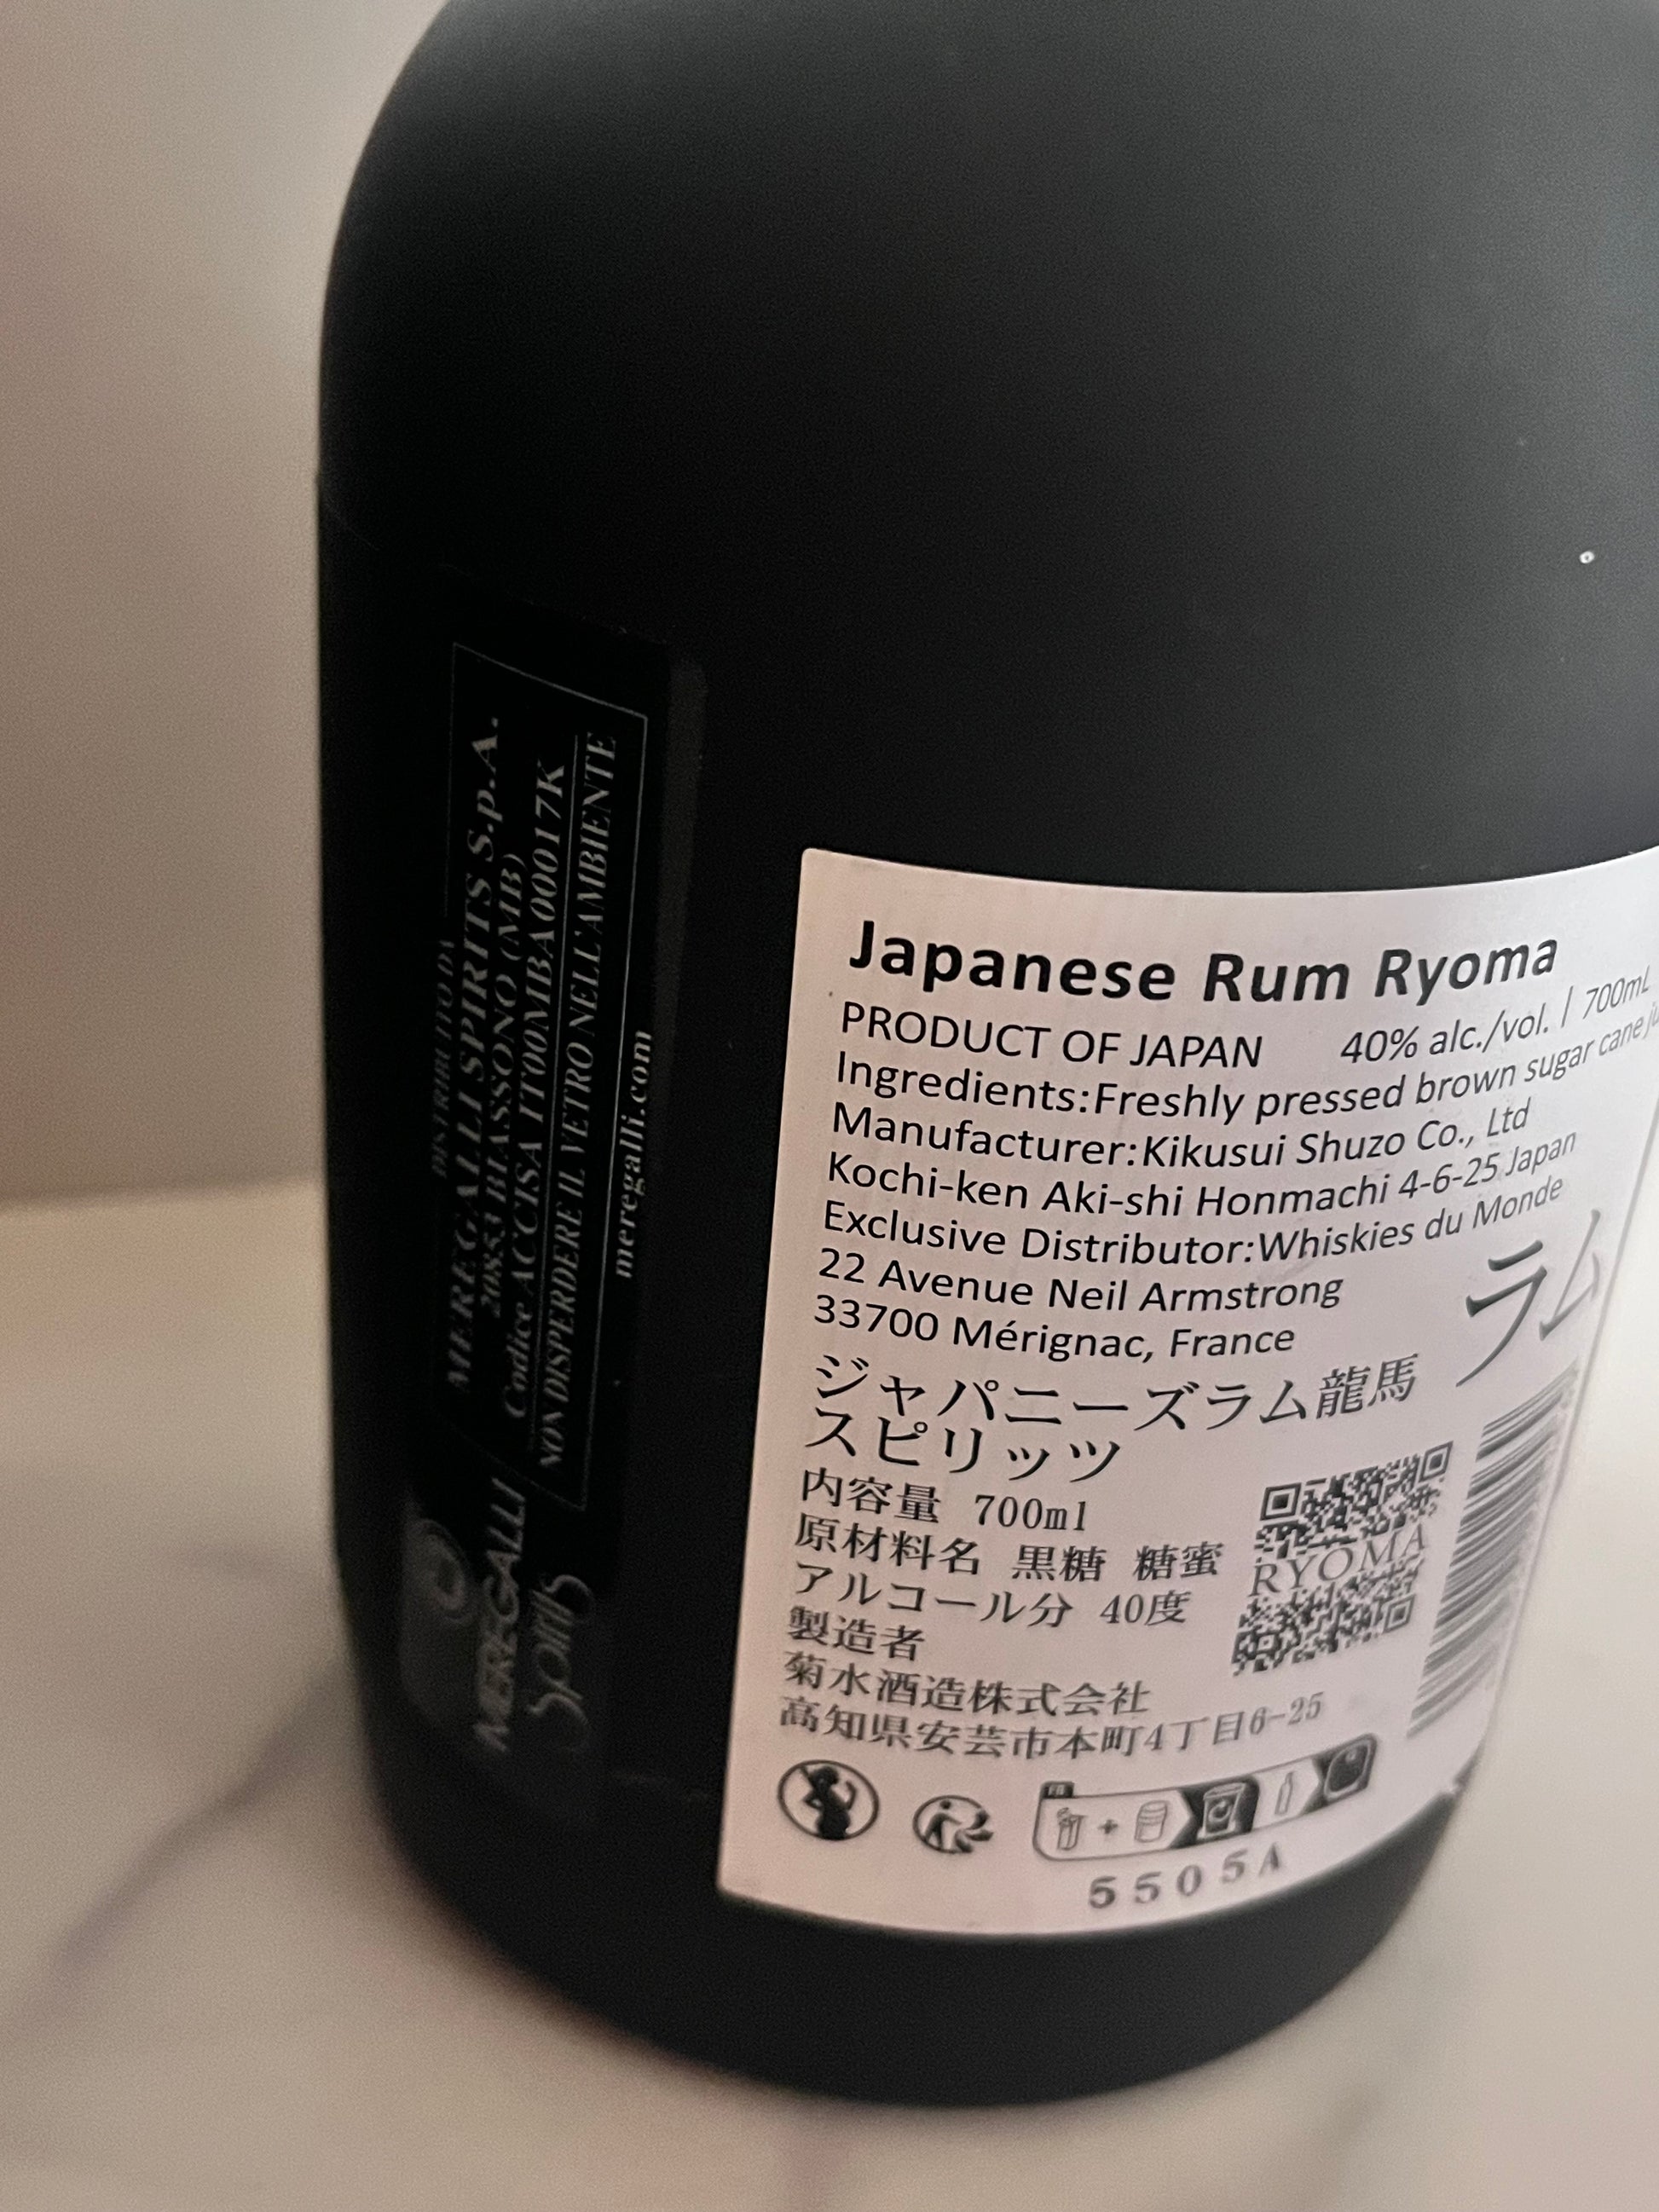 DISTRIBUITO DA
MEREGALLI SPIRITS S.p.A.
20853 BIASSONO (MB)
Codice ACCISA IT00MBA00017K
NON DISPERDERE IL VETRO NELL'AMBIENTE
meregalli.com
MEREGALLI
Spirits
Japanese Rum Ryoma
PRODUCT OF JAPAN 40% alc./vol. | 700mL
Ingredients:Freshly pressed brown sugar cane
Manufacturer:Kikusui Shuzo Co., Ltd
Kochi-ken Aki-shi Honmachi 4-6-25 Japan
Exclusive Distributor:Whiskies du Monde
22 Avenue Neil Armstrong
33700 Mérignac, France
ラム
ジャパニーズラム龍馬
スピリッツ
内容量 700ml
原材料名 黒糖 糖蜜
アルコール分 40度
製造者
菊水酒造株式会社
高知県安芸市本町4丁目6-25
RYOMA
FR
5505A